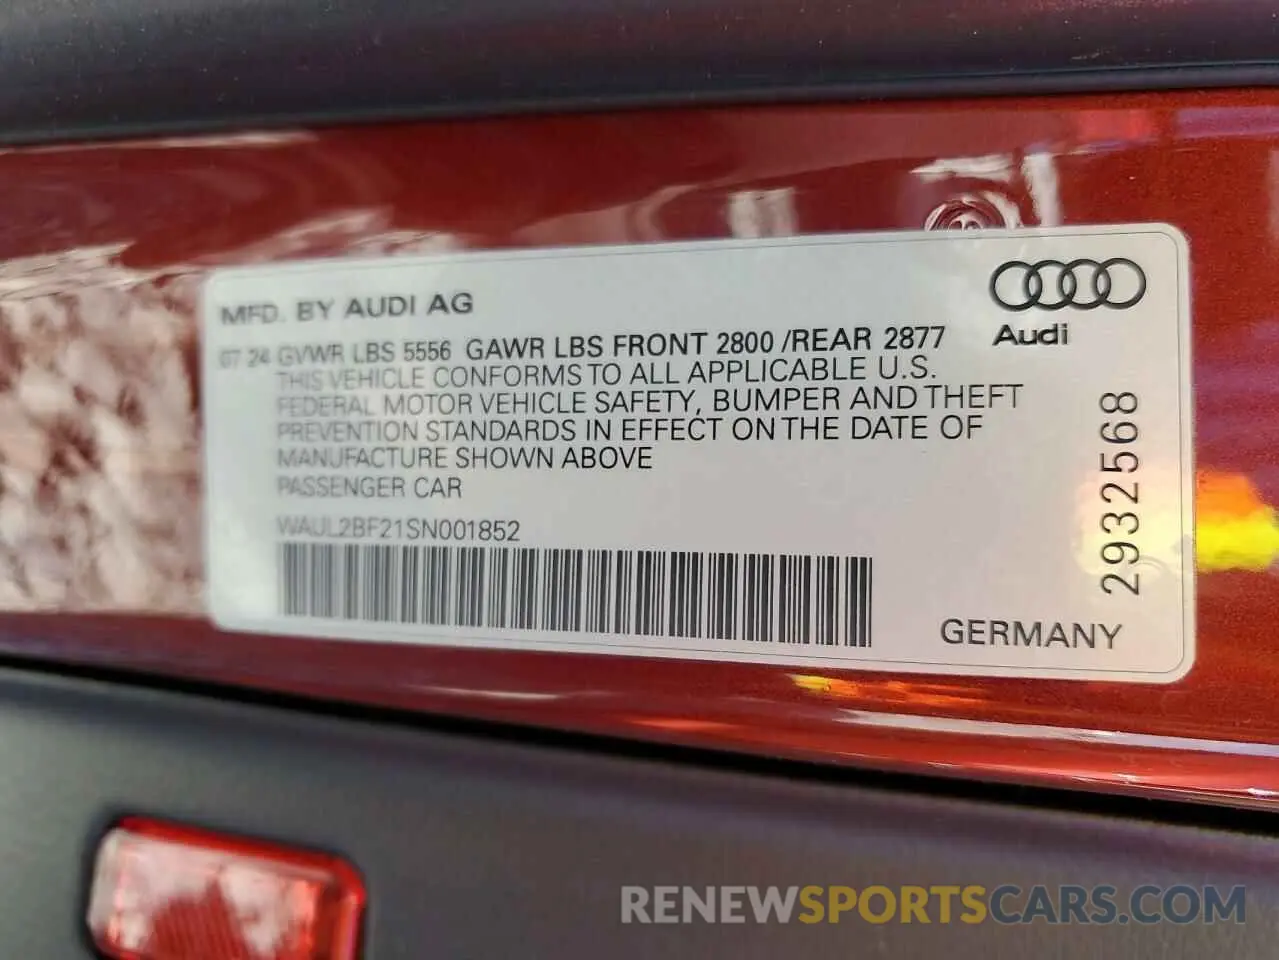 MFD. BY AUDI AG
07 24 GVWR LBS 5556 GAWR LBS FRONT 2800 /REAR 2877
THIS VEHICLE CONFORMS TO ALL APPLICABLE U.S.
FEDERAL MOTOR VEHICLE SAFETY, BUMPER AND THEFT
PREVENTION STANDARDS IN EFFECT ON THE DATE OF
MANUFACTURE SHOWN ABOVE
PASSENGER CAR
WAUL2BF21SN001852
Audi
2932568
GERMANY
RENEWSPORTSCARS.COM